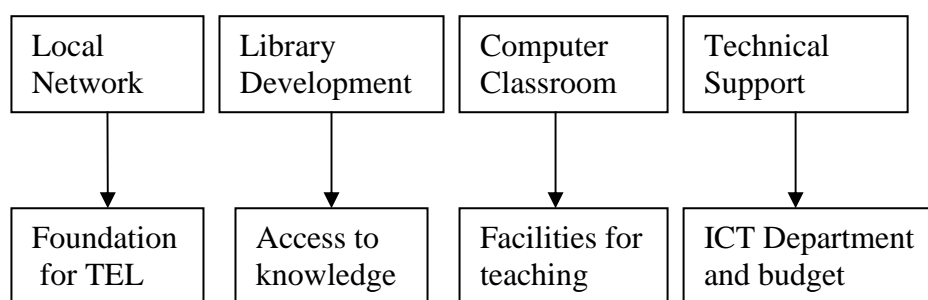 Local
Network
Library
Development
Computer
Classroom
Technical
Support
Foundation
for TEL
Access to
knowledge
Facilities for
teaching
ICT Department
and budget